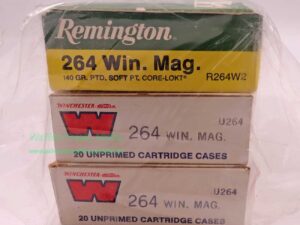 Remington
264 Win. Mag.
140 GR. PTD. SOFT PT. CORE-LOKT
R264W2
WINCHESTER-Western
W
264 WIN. MAG.
U264
20 UNPRIMED CARTRIDGE CASES
WINCHESTER-Western
W
264 WIN. MAG.
U264
20 UNPRIMED CARTRIDGE CASES